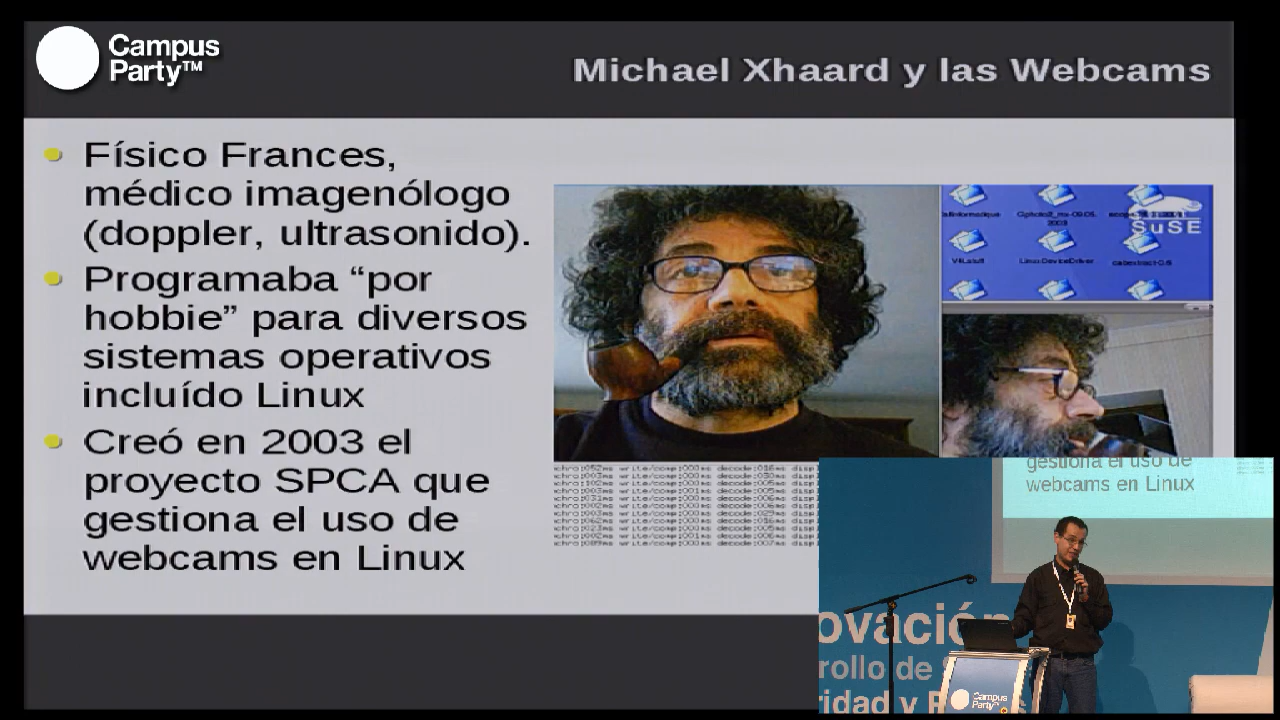 Campus
Party™
Michael Xhaard y las Webcams
Físico Frances,
médico imagenólogo
(doppler, ultrasonido).
Programaba “por
hobbie” para diversos
sistemas operativos
incluído Linux
Creó en 2003 el
proyecto SPCA que
gestiona el uso de
webcams en Linux
SuSE
LinuxDeviceDriver
gestiona el uso de
webcams en Linux
ovación
rollo de
ridad y
Campus
Party